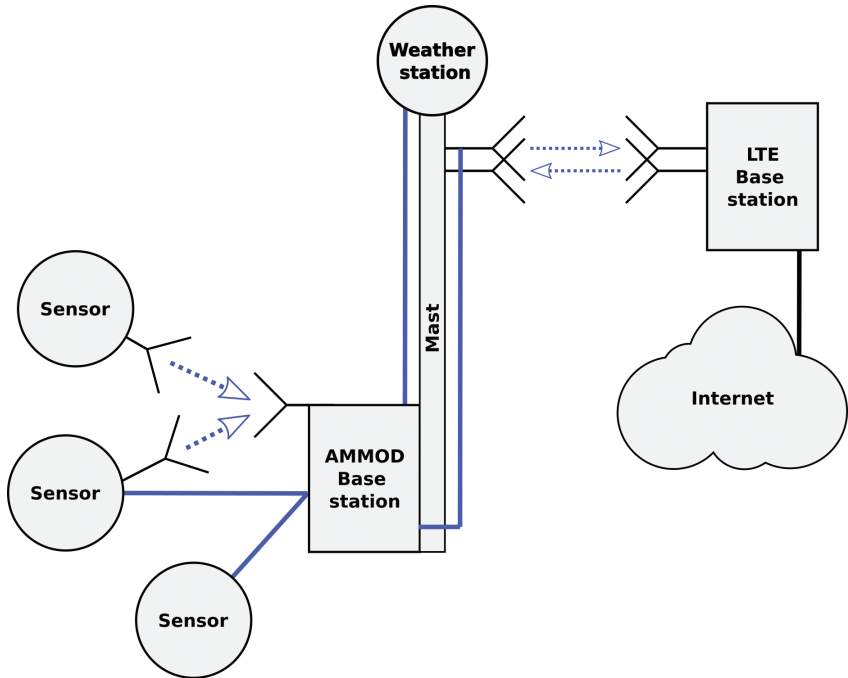 Weather
station
LTE
Base
station
Sensor
Mast
Internet
AMMOD
Base
station
Sensor
Sensor